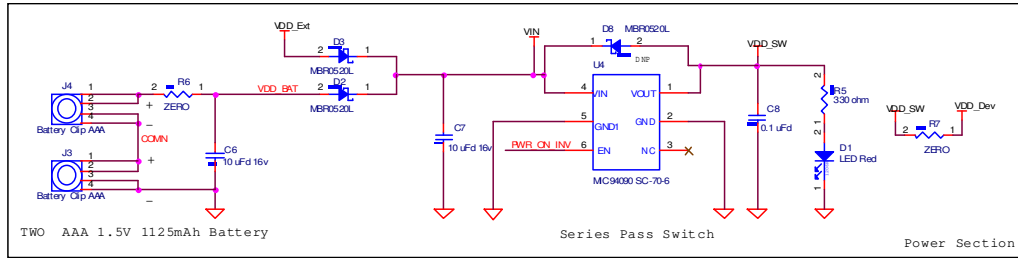 VDD_Ext
D3
2 1
MBR0520L
VIN
D8 MBR0520L
1 2
DNP
VDD_SW
J4
1
2
3
4
Battery Clip AAA
+
–
R6
2 1
ZERO
VDD_BAT
D2
2 1
MBR0520L
COMN
J3
1
2
3
4
Battery Clip AAA
+
–
C6
10 uFd 16v
C7
10 uFd 16v
U4
4 VIN VOUT 1
5 GND1 GND 2
6 EN NC 3
PWR_ON_INV
MIC94090 SC-70-6
C8
0.1 uFd
2
R5
330 ohm
1
2
D1
LED Red
1
VDD_SW VDD_Dev
R7
2 1
ZERO
TWO AAA 1.5V 1125mAh Battery
Series Pass Switch
Power Section